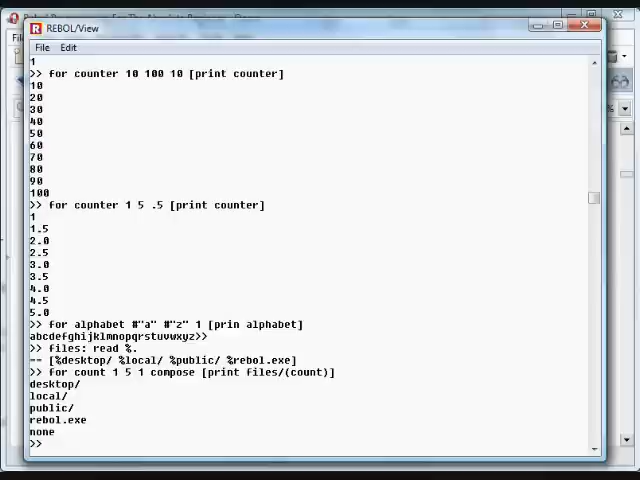 REBOL/View
File Edit
1
>> for counter 10 100 10 [print counter]
10
20
30
40
50
60
70
80
90
100
>> for counter 1 5 .5 [print counter]
1
1.5
2.0
2.5
3.0
3.5
4.0
4.5
5.0
>> for alphabet #"a" #"z" 1 [prin alphabet]
abcdefghijklmnopqrstuvwxyz>>
>> files: read %.
== [%desktop/ %local/ %public/ %rebol.exe]
>> for count 1 5 1 compose [print files/(count)]
desktop/
local/
public/
rebol.exe
none
>>